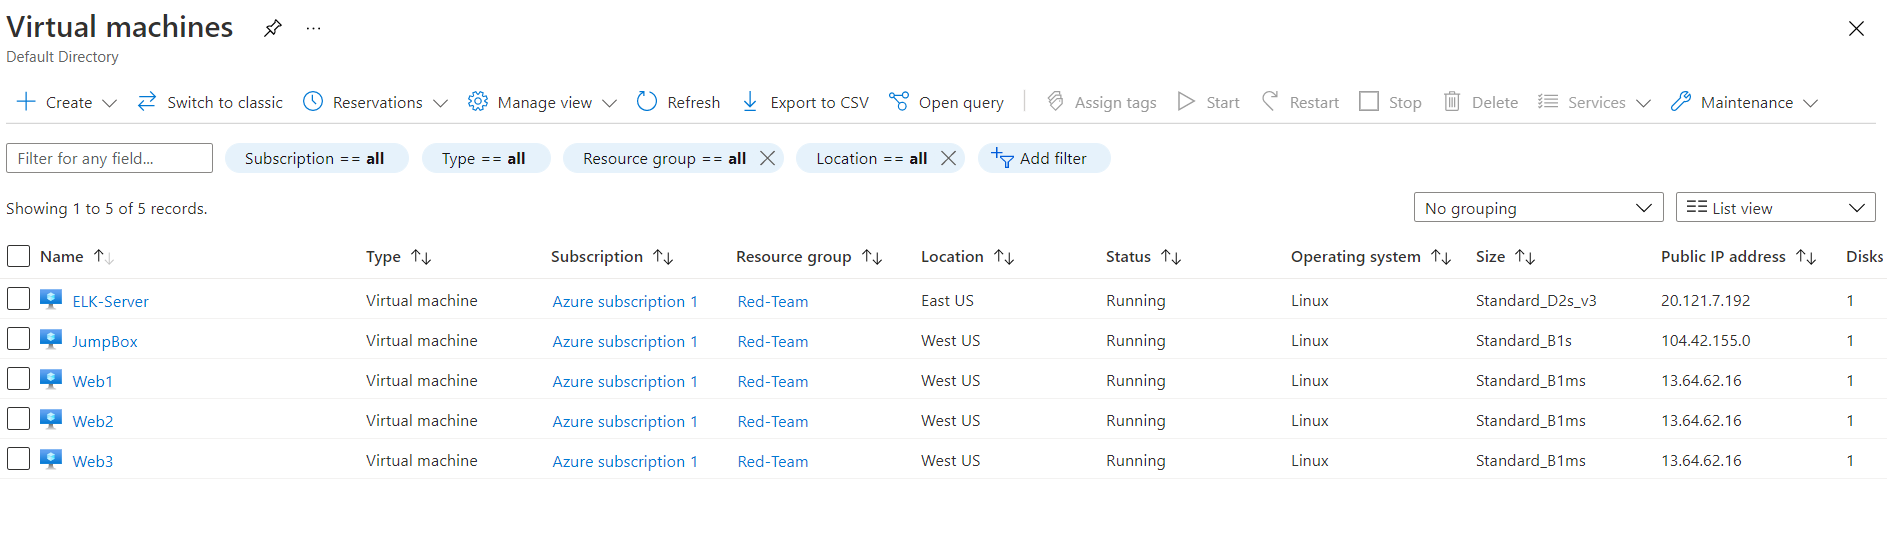 Virtual machines
Default Directory
Create Switch to classic Reservations Manage view Refresh Export to CSV Open query Assign tags Start Restart Stop Delete Services Maintenance
Filter for any field... Subscription == all Type == all Resource group == all Location == all Add filter
Showing 1 to 5 of 5 records. No grouping List view
Name Type Subscription Resource group Location Status Operating system Size Public IP address Disks
ELK-Server Virtual machine Azure subscription 1 Red-Team East US Running Linux Standard_D2s_v3 20.121.7.192 1
JumpBox Virtual machine Azure subscription 1 Red-Team West US Running Linux Standard_B1s 104.42.155.0 1
Web1 Virtual machine Azure subscription 1 Red-Team West US Running Linux Standard_B1ms 13.64.62.16 1
Web2 Virtual machine Azure subscription 1 Red-Team West US Running Linux Standard_B1ms 13.64.62.16 1
Web3 Virtual machine Azure subscription 1 Red-Team West US Running Linux Standard_B1ms 13.64.62.16 1